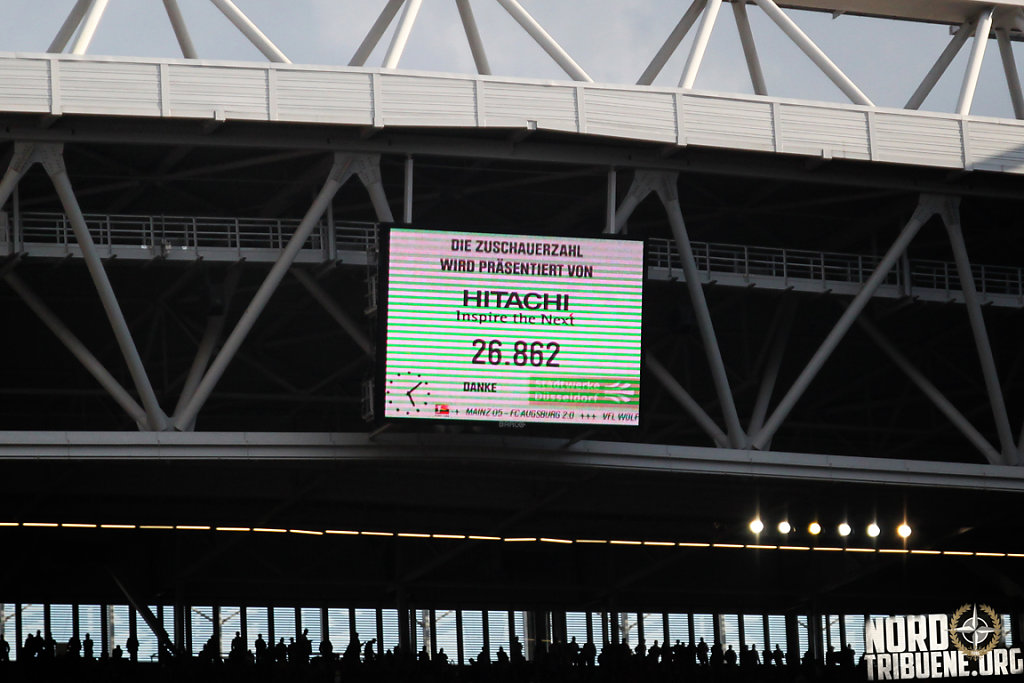 DIE ZUSCHAUERZAHL
WIRD PRÄSENTIERT VON
HITACHI
Inspire the Next
26.862
DANKE
Stadtwerke
Düsseldorf
+ MAINZ 05 - FC AUGSBURG 2:0 +++ VFL WOLF
BARCO
NORD
TRIBUENE.ORG